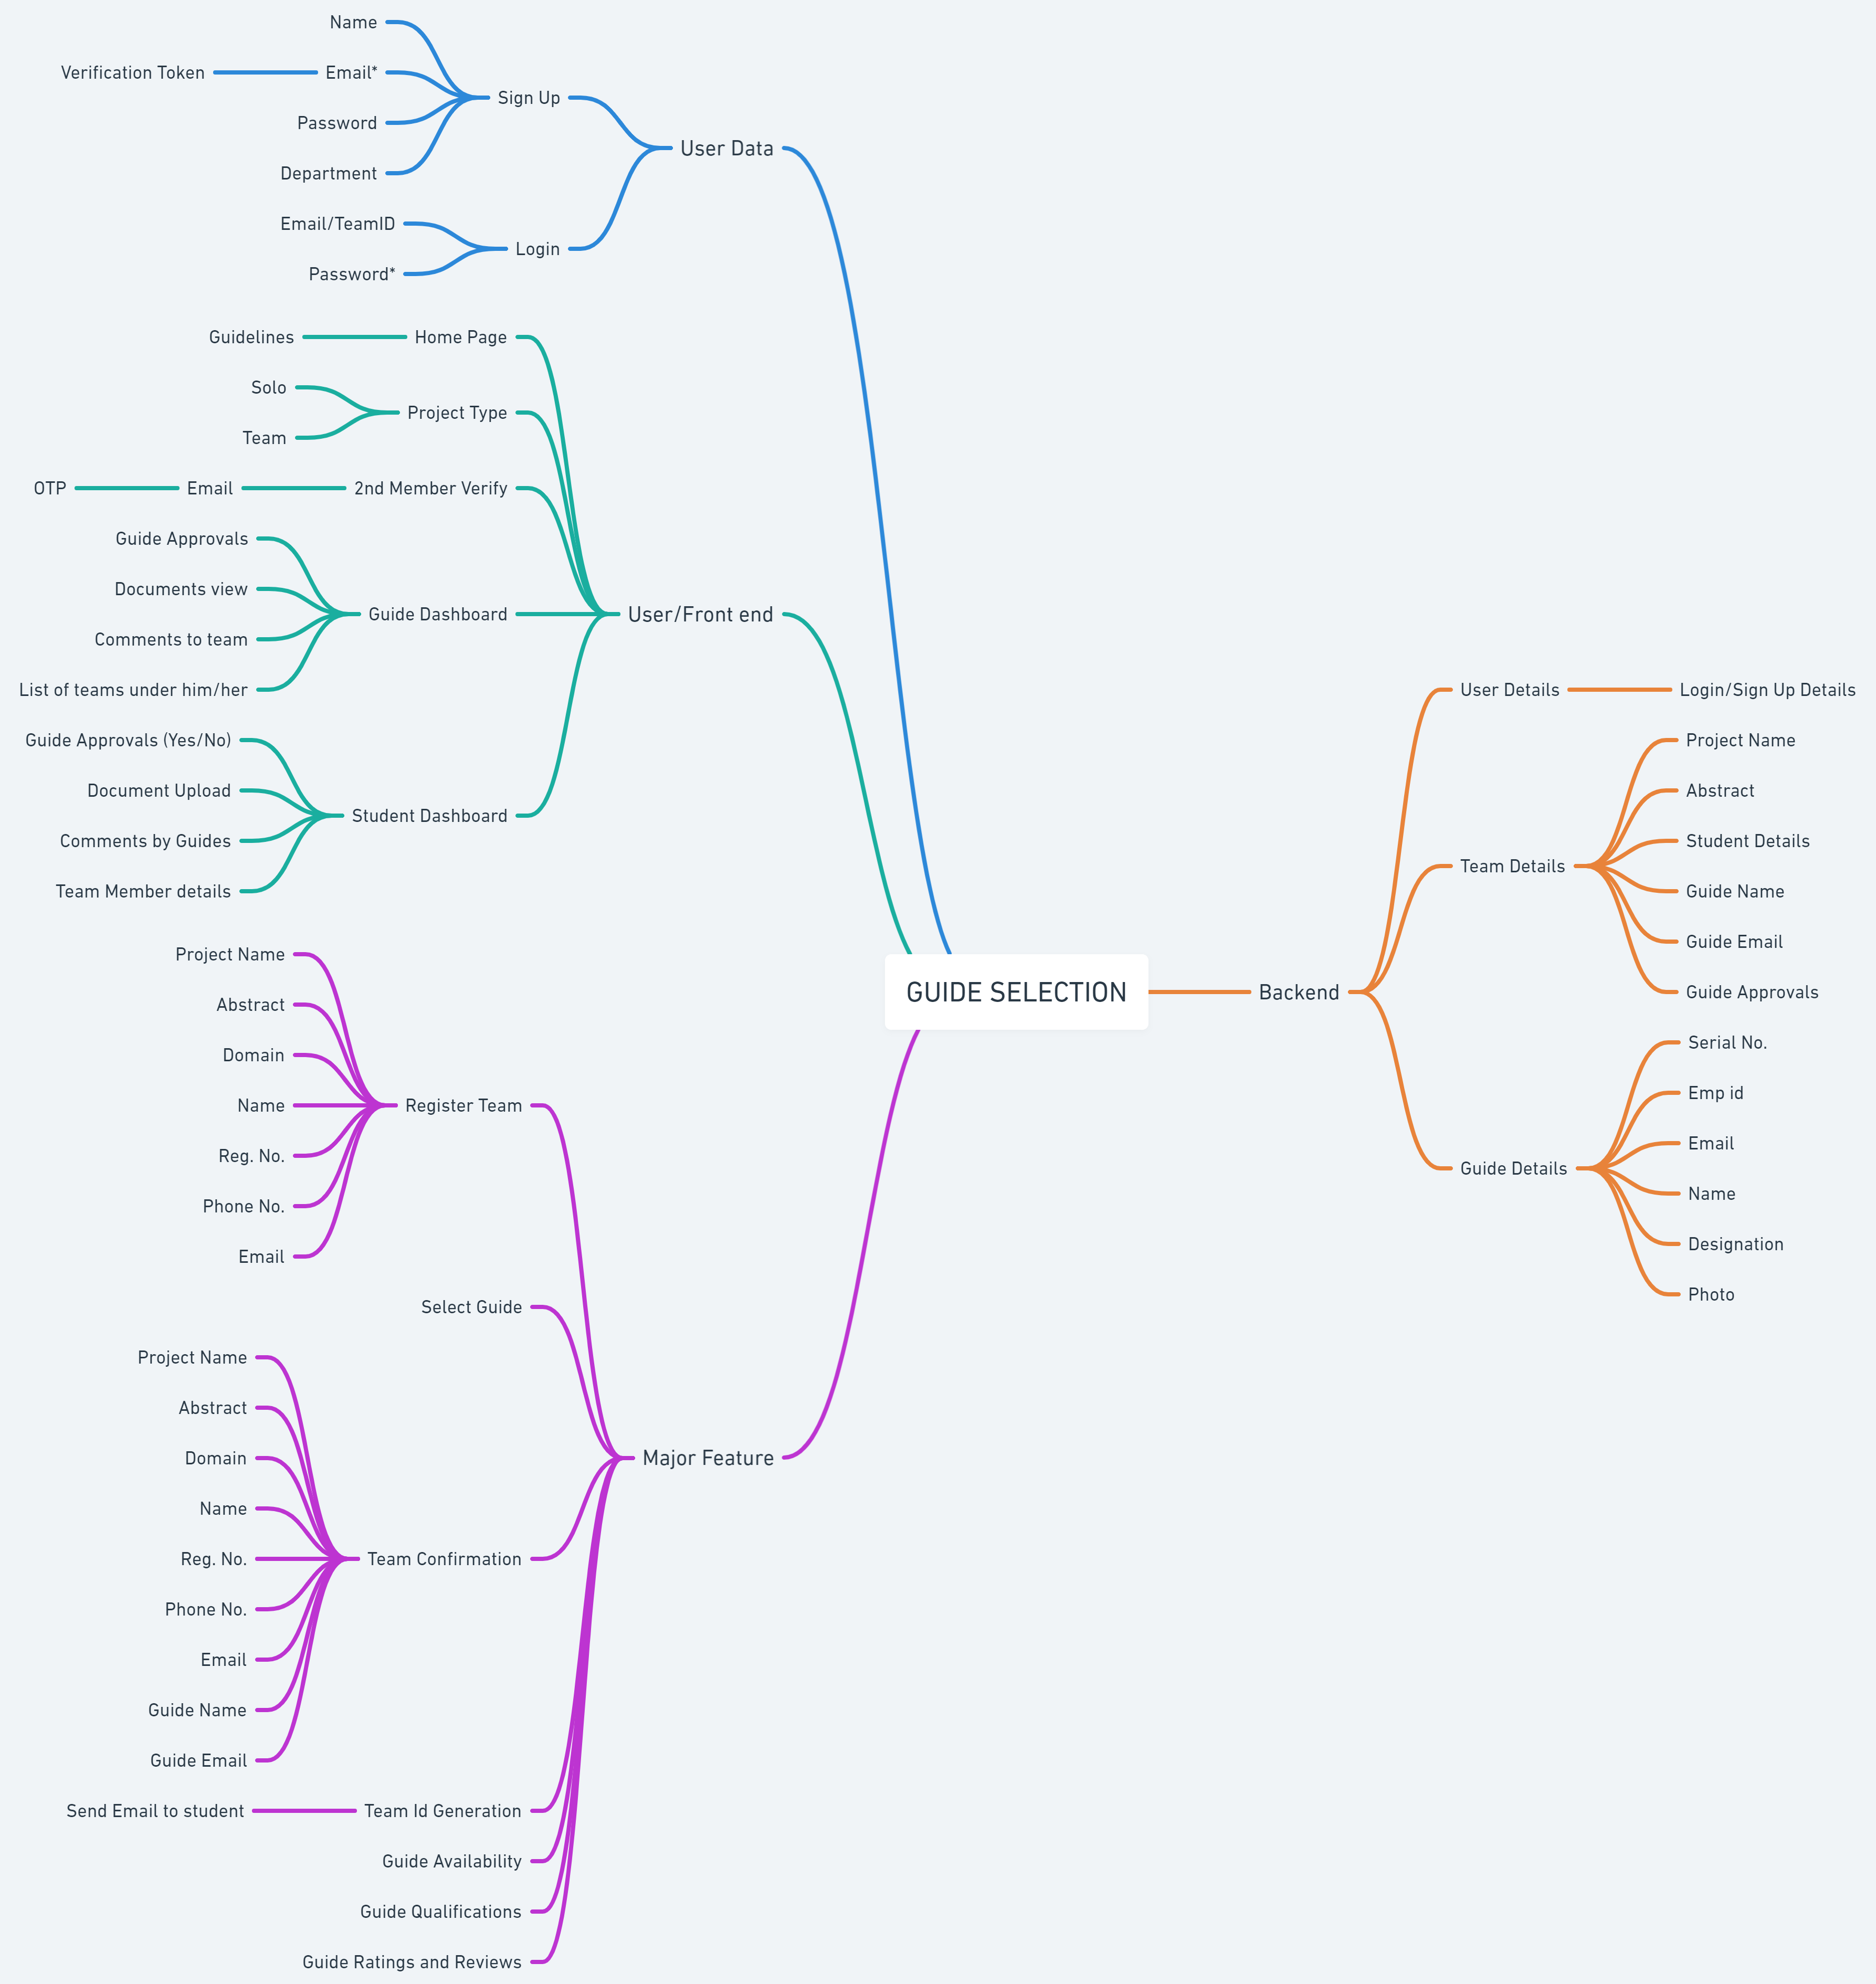 Name
Verification Token
Email*
Password
Department
Sign Up
Email/TeamID
Password*
Login
User Data
Guidelines
Home Page
Solo
Team
Project Type
OTP
Email
2nd Member Verify
Guide Approvals
Documents view
Comments to team
List of teams under him/her
Guide Dashboard
Guide Approvals (Yes/No)
Document Upload
Comments by Guides
Team Member details
Student Dashboard
User/Front end
Project Name
Abstract
Domain
Name
Reg. No.
Phone No.
Email
Register Team
Select Guide
Project Name
Abstract
Domain
Name
Reg. No.
Phone No.
Email
Guide Name
Guide Email
Team Confirmation
Send Email to student
Team Id Generation
Guide Availability
Guide Qualifications
Guide Ratings and Reviews
Major Feature
GUIDE SELECTION
Backend
User Details
Login/Sign Up Details
Team Details
Project Name
Abstract
Student Details
Guide Name
Guide Email
Guide Approvals
Guide Details
Serial No.
Emp id
Email
Name
Designation
Photo